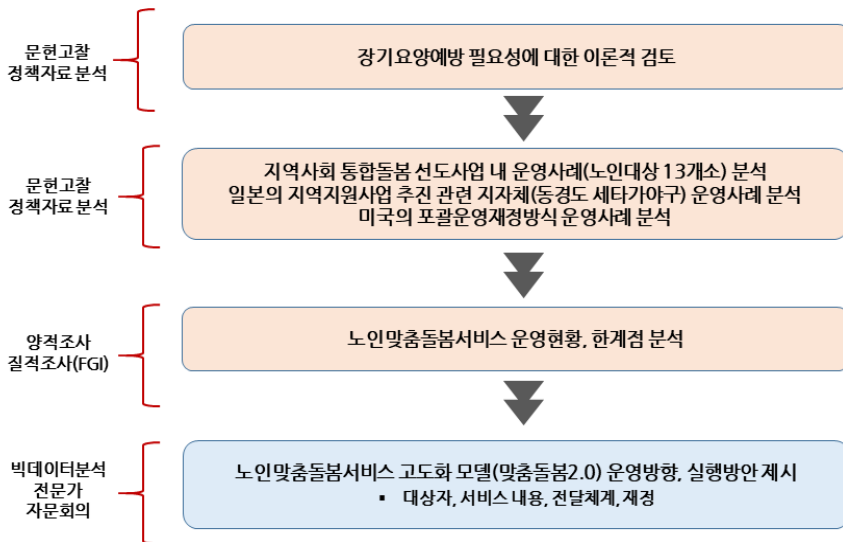 문헌고찰
정책자료 분석
장기요양예방 필요성에 대한 이론적 검토
문헌고찰
정책자료 분석
지역사회 통합돌봄 선도사업 내 운영사례(노인대상 13개소) 분석
일본의 지역지원사업 추진 관련 지자체(동경도 세타가야구) 운영사례 분석
미국의 포괄운영재정방식 운영사례 분석
양적조사
질적조사(FGI)
노인맞춤돌봄서비스 운영현황, 한계점 분석
빅데이터분석
전문가
자문회의
노인맞춤돌봄서비스 고도화 모델(맞춤돌봄2.0) 운영방향, 실행방안 제시
▪ 대상자, 서비스 내용, 전달체계, 재정